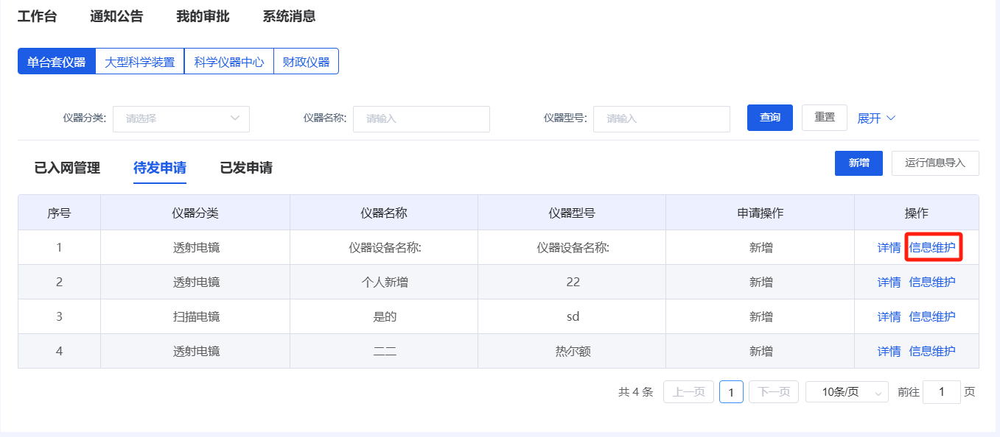 工作台 通知公告 我的审批 系统消息
单台套仪器 大型科学装置 科学仪器中心 财政仪器
仪器分类: 请选择 仪器名称: 请输入 仪器型号: 请输入 查询 重置 展开
已入网管理 待发申请 已发申请 新增 运行信息导入
序号 仪器分类 仪器名称 仪器型号 申请操作 操作
1 透射电镜 仪器设备名称: 仪器设备名称: 新增 详情 信息维护
2 透射电镜 个人新增 22 新增 详情 信息维护
3 扫描电镜 是的 sd 新增 详情 信息维护
4 透射电镜 二二 热尔额 新增 详情 信息维护
共 4 条 上一页 1 下一页 10条/页 前往 1 页